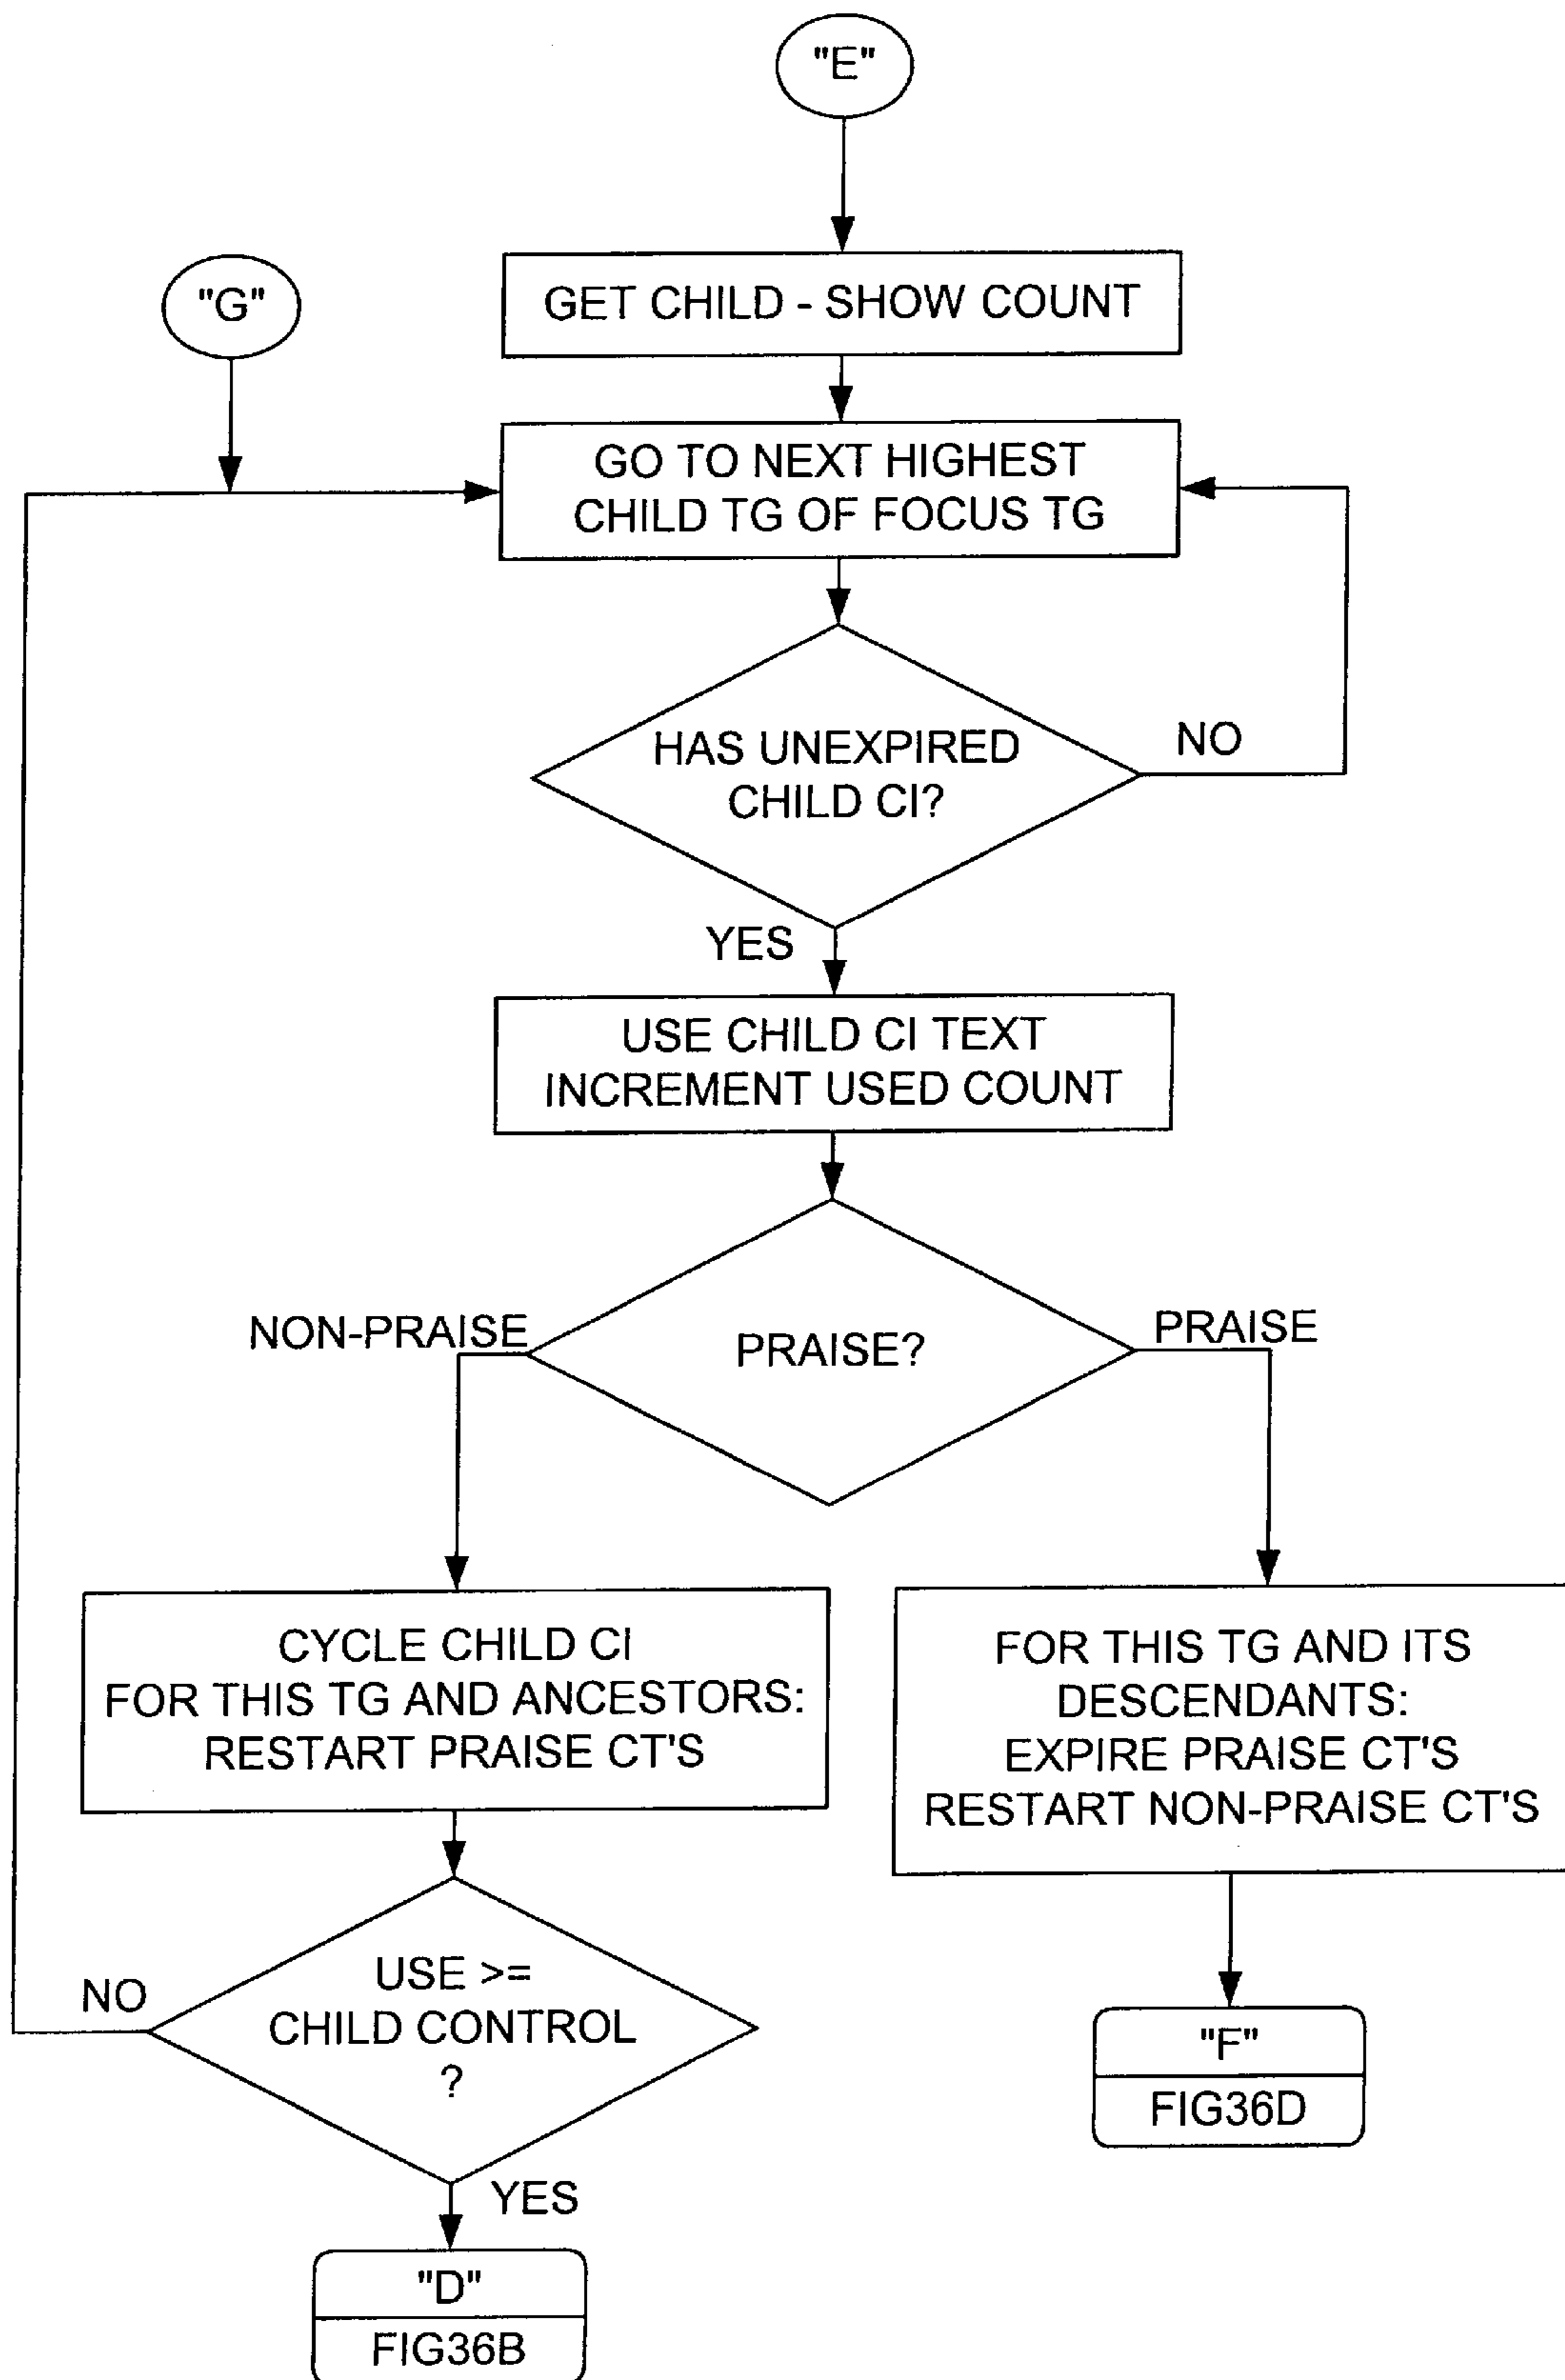 "E"
GET CHILD - SHOW COUNT
"G"
GO TO NEXT HIGHEST
CHILD TG OF FOCUS TG
HAS UNEXPIRED
CHILD CI?
NO
YES
USE CHILD CI TEXT
INCREMENT USED COUNT
PRAISE?
NON-PRAISE
PRAISE
CYCLE CHILD CI
FOR THIS TG AND ANCESTORS:
RESTART PRAISE CT'S
FOR THIS TG AND ITS
DESCENDANTS:
EXPIRE PRAISE CT'S
RESTART NON-PRAISE CT'S
USE >=
CHILD CONTROL
?
NO
YES
"F"
FIG36D
"D"
FIG36B